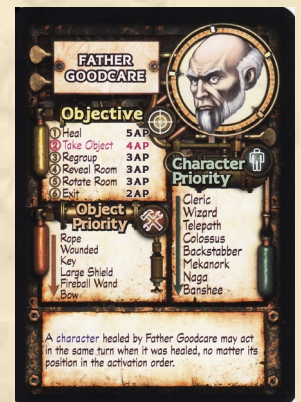 FATHER
GOODCARE
Objective
1 Heal 5AP
2 Take Object 4AP
3 Regroup 3AP
4 Reveal Room 3AP
5 Rotate Room 3AP
6 Exit 2AP
Character
Priority
Cleric
Wizard
Telepath
Colossus
Backstabber
Mekanork
Naga
Banshee
Object
Priority
Rope
Wounded
Key
Large Shield
Fireball Wand
Bow
A character healed by Father Goodcare may act
in the same turn when it was healed, no matter its
position in the activation order.